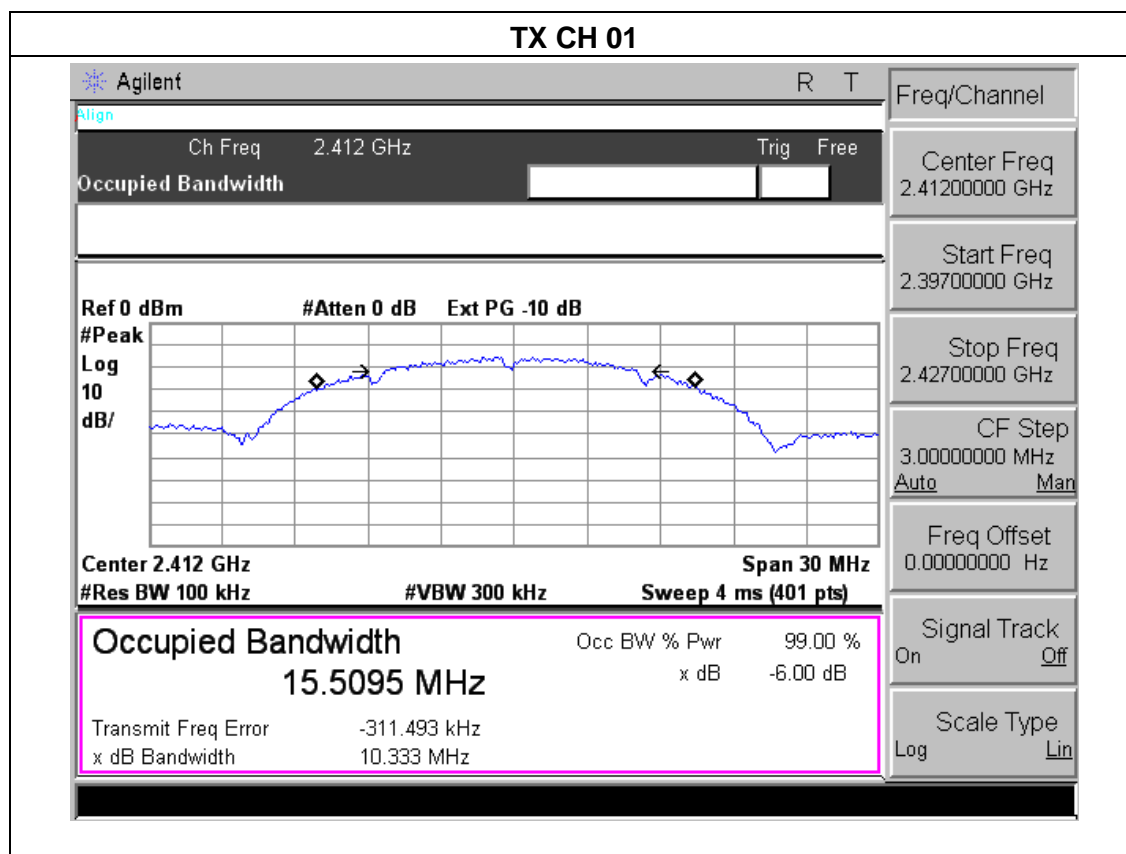 TX CH 01
Agilent R T
Align
Ch Freq 2.412 GHz Trig Free
Occupied Bandwidth
Ref 0 dBm #Atten 0 dB Ext PG -10 dB
#Peak
Log
10
dB/
Center 2.412 GHz Span 30 MHz
#Res BW 100 kHz #VBW 300 kHz Sweep 4 ms (401 pts)
Occupied Bandwidth Occ BW % Pwr 99.00 %
15.5095 MHz x dB -6.00 dB
Transmit Freq Error -311.493 kHz
x dB Bandwidth 10.333 MHz
Freq/Channel
Center Freq
2.41200000 GHz
Start Freq
2.39700000 GHz
Stop Freq
2.42700000 GHz
CF Step
3.00000000 MHz
Auto Man
Freq Offset
0.00000000 Hz
Signal Track
On Off
Scale Type
Log Lin